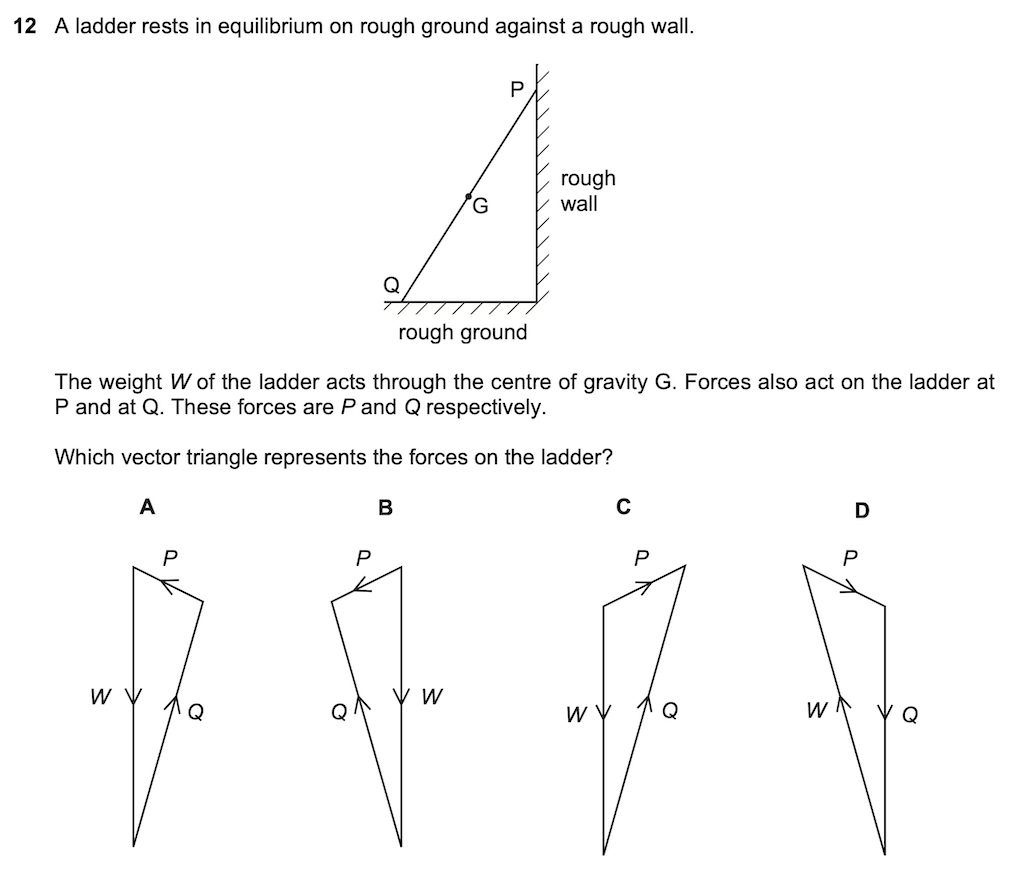 12 A ladder rests in equilibrium on rough ground against a rough wall.
P
rough
wall
G
Q
rough ground
The weight W of the ladder acts through the centre of gravity G. Forces also act on the ladder at
P and at Q. These forces are P and Q respectively.
Which vector triangle represents the forces on the ladder?
A B C D
P P P P
W Q Q W W Q W Q